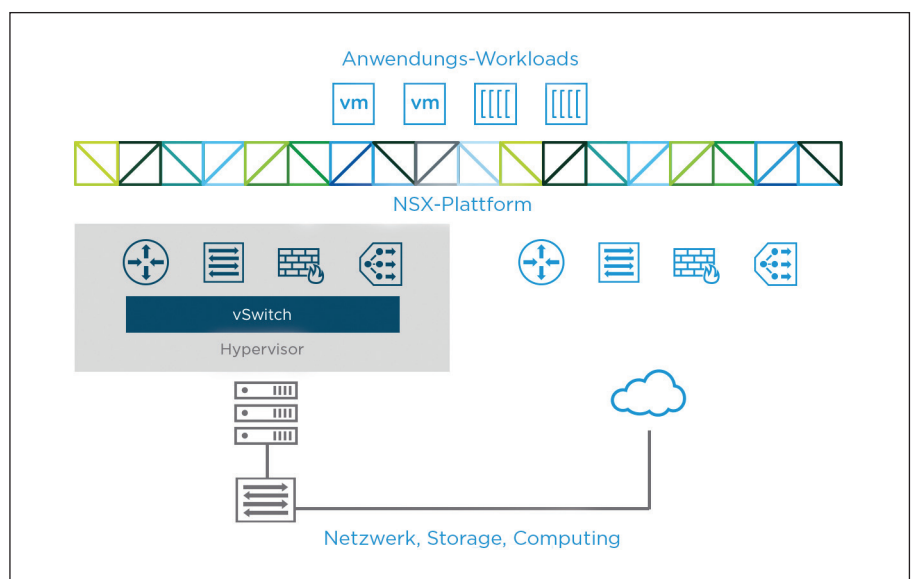 Anwendungs-Workloads
vm
vm
NSX-Plattform
vSwitch
Hypervisor
Netzwerk, Storage, Computing